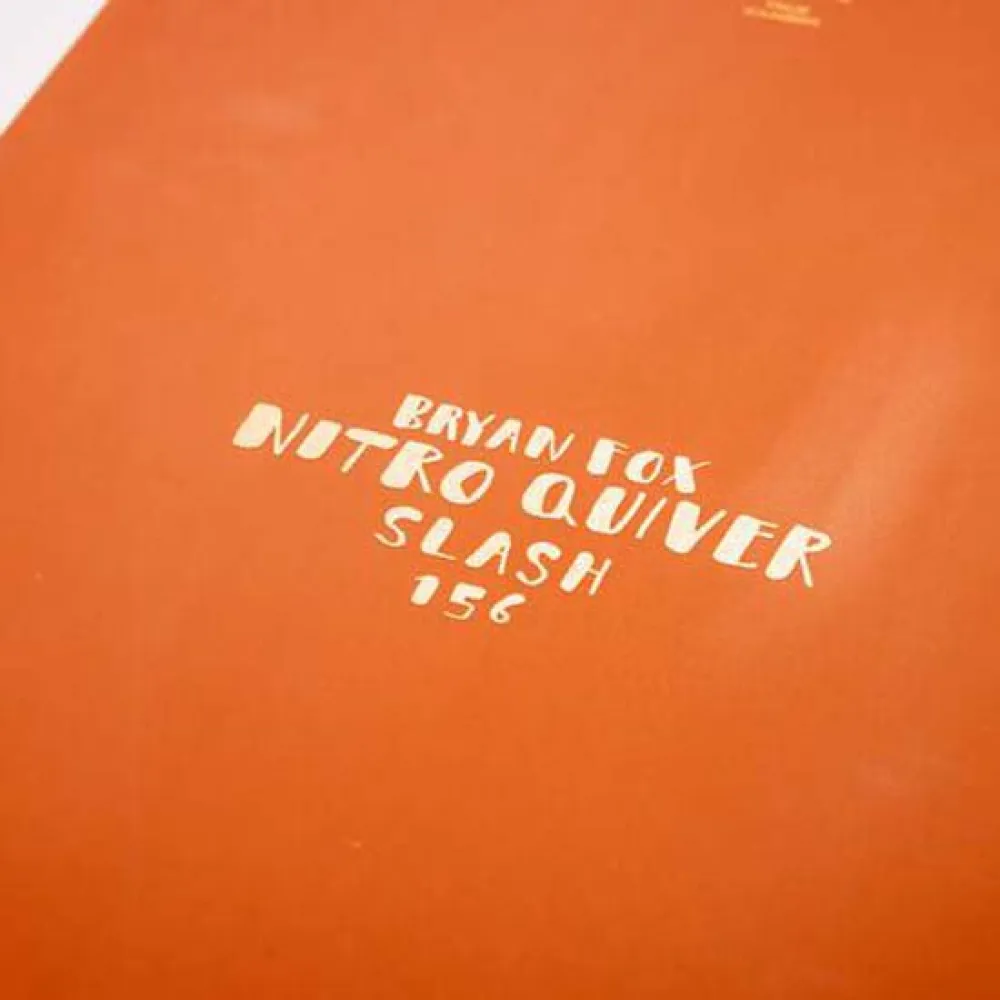 BRYAN FOX
NITRO QUIVER
SLASH
156